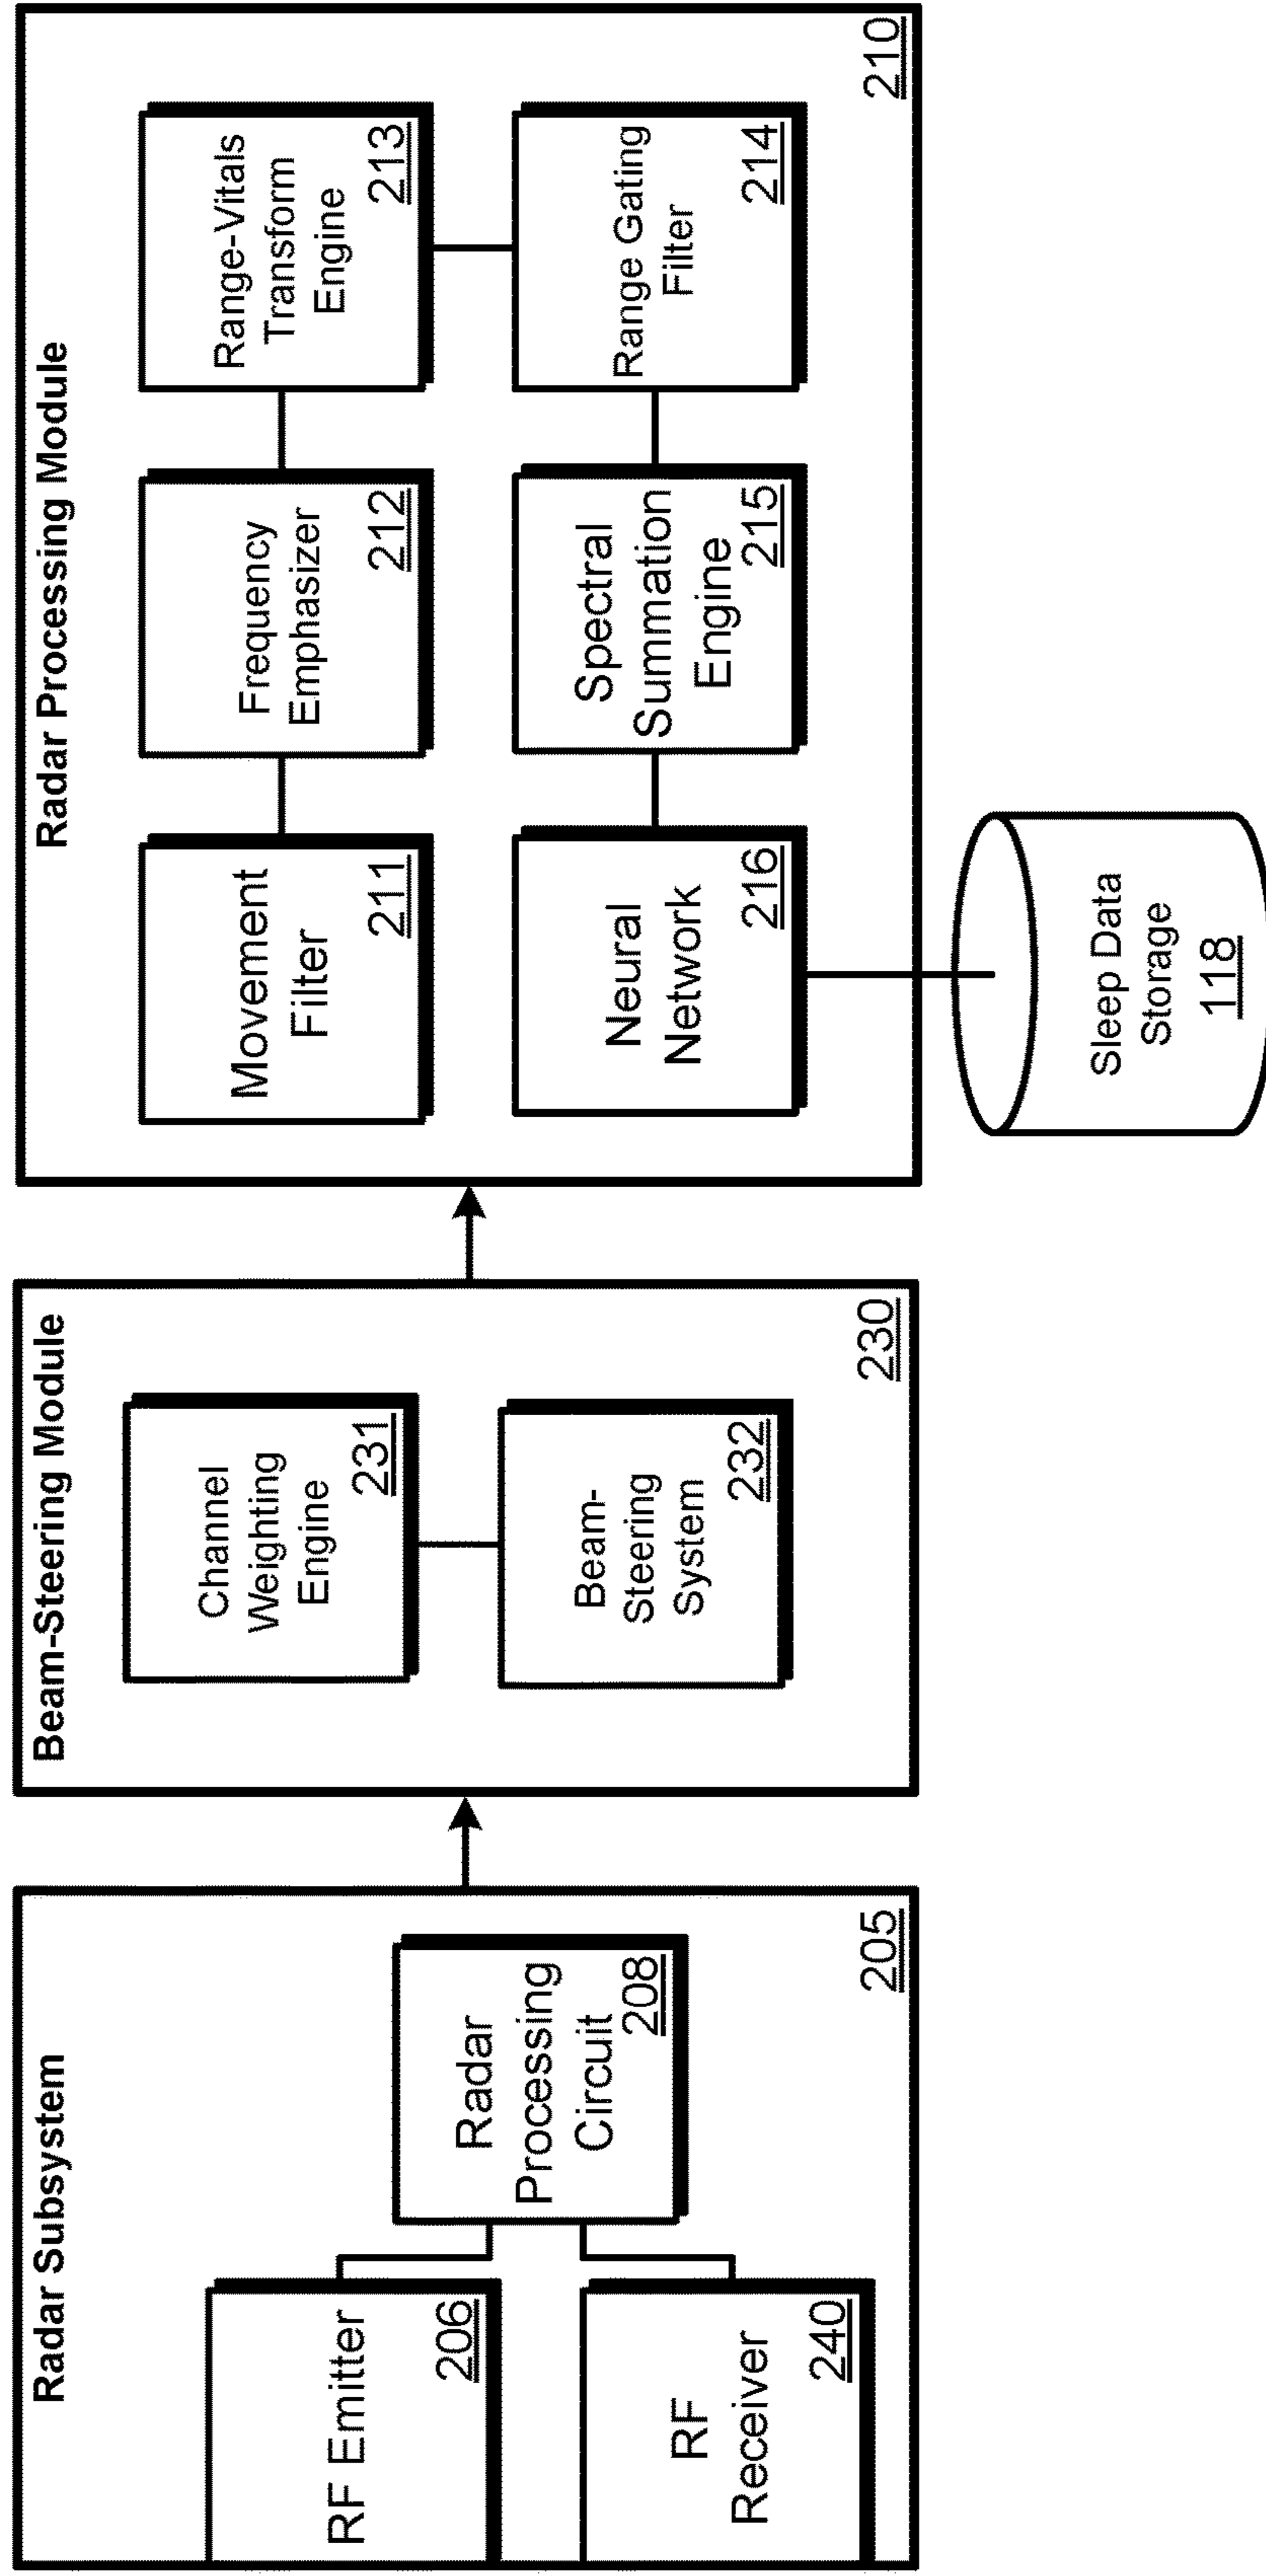 Radar Subsystem
RF Emitter
206
RF
Receiver
240
Radar
Processing
Circuit
208
205
Beam-Steering Module
Channel
Weighting
Engine
231
Beam-
Steering
System
232
230
Radar Processing Module
Movement
Filter
211
Frequency
Emphasizer
212
Range-Vitals
Transform
Engine
213
Neural
Network
216
Spectral
Summation
Engine
215
Range Gating
Filter
214
210
Sleep Data
Storage
118